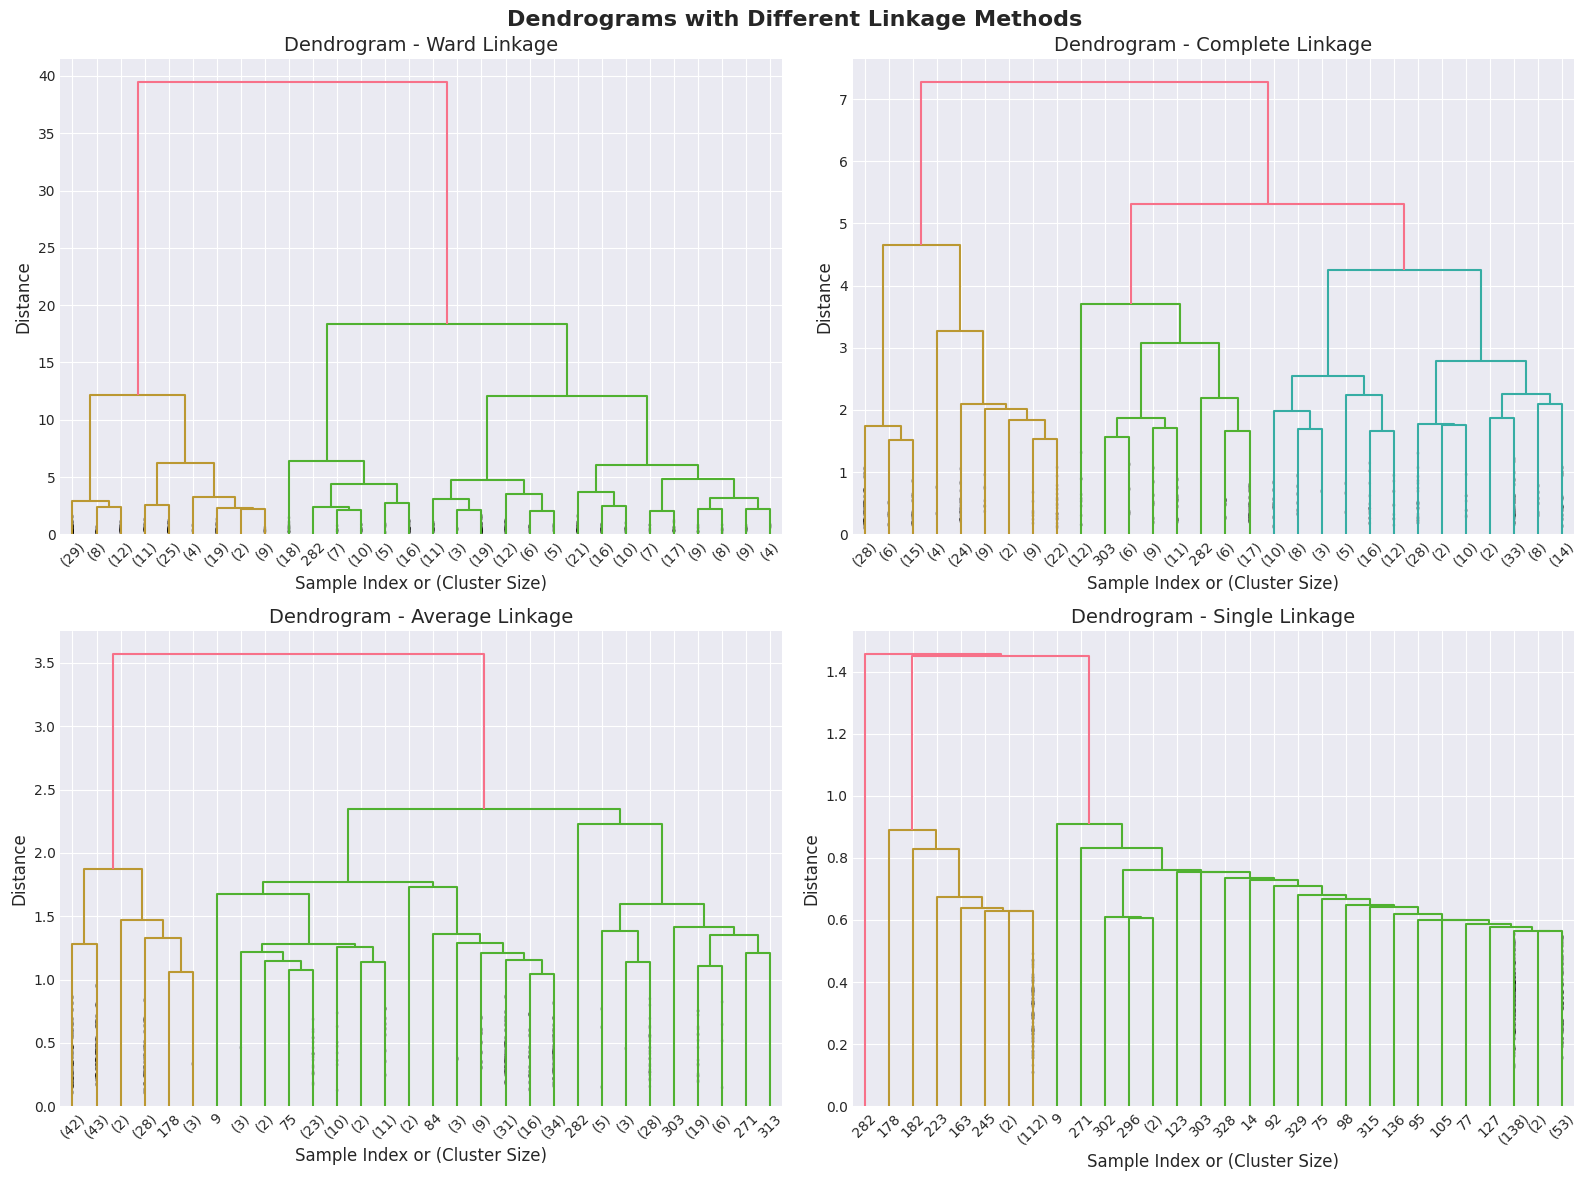 Dendrograms with Different Linkage Methods
Dendrogram - Ward Linkage
40
35
30
25
20
15
10
5
0
Distance
(29) (8) (12) (11) (25) (4) (19) (2) (9) (18) 282 (7) (10) (5) (16) (11) (3) (19) (12) (6) (5) (21) (16) (10) (7) (17) (9) (8) (9) (4)
Sample Index or (Cluster Size)
Dendrogram - Complete Linkage
7
6
5
4
3
2
1
0
Distance
(28) (6) (15) (4) (24) (9) (2) (9) (22) (12) 303 (6) (9) (11) 282 (6) (17) (10) (8) (3) (5) (16) (12) (28) (2) (10) (2) (33) (8) (14)
Sample Index or (Cluster Size)
Dendrogram - Average Linkage
3.5
3.0
2.5
2.0
1.5
1.0
0.5
0.0
Distance
(42) (43) (2) (28) 178 (3) 9 (3) (2) 75 (23) (10) (2) (11) (2) 84 (3) (9) (31) (16) (34) 282 (5) (3) (28) 303 (19) (6) 271 313
Sample Index or (Cluster Size)
Dendrogram - Single Linkage
1.4
1.2
1.0
0.8
0.6
0.4
0.2
0.0
Distance
282 178 182 223 163 245 (2) (112) 9 271 302 296 (2) 123 303 328 14 92 329 75 98 315 136 95 105 77 127 (138) (2) (53)
Sample Index or (Cluster Size)